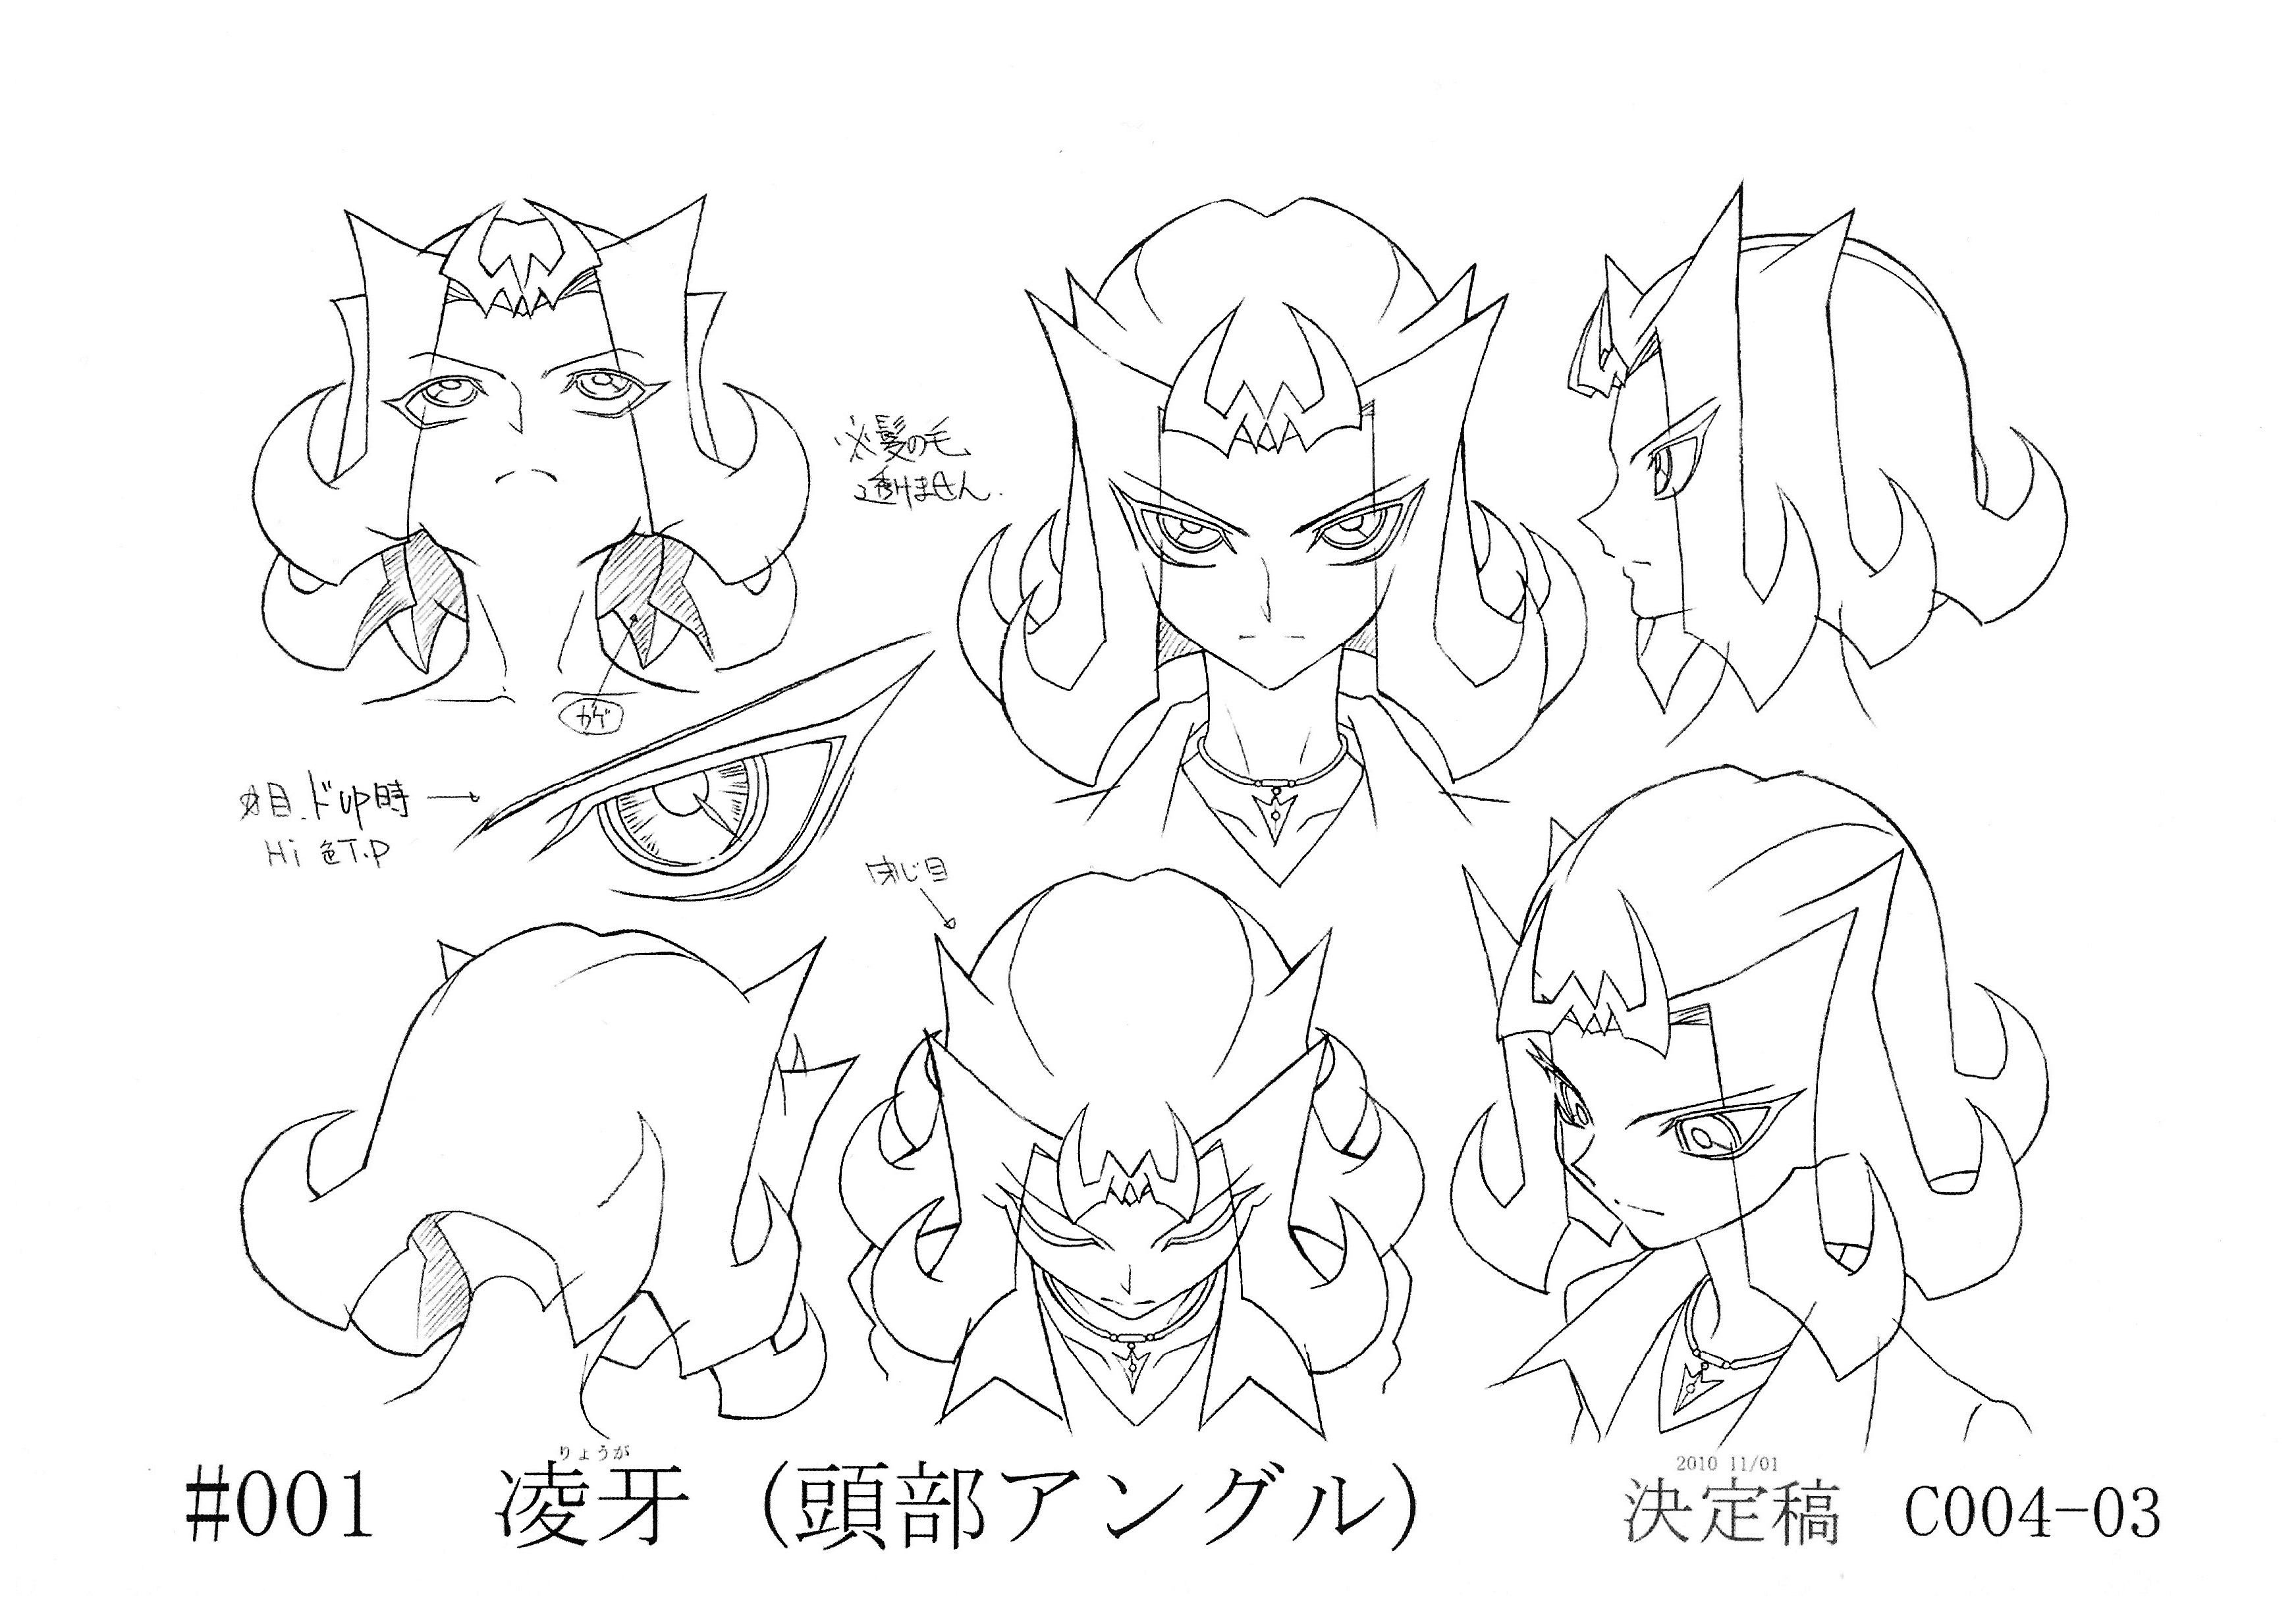 ※髪の毛
透けません.
カゲ
※目.ドup時
Hi 色T.P
閉じ目
りょうが
2010 11/01
#001 凌牙 (頭部アングル) 決定稿 C004-03